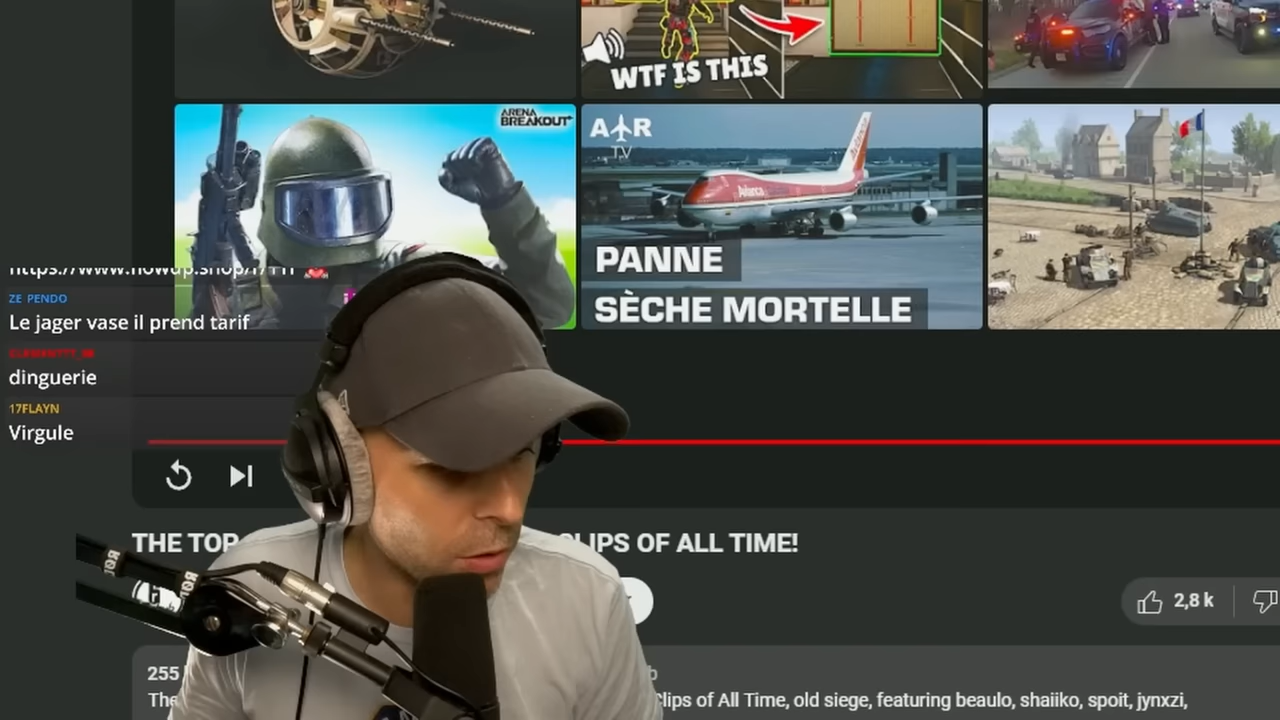 WTF IS THIS
ARENA
BREAKOUT
A R
TV
Avianca
PANNE
SÈCHE MORTELLE
ZE PENDO
Le jager vase il prend tarif
dinguerie
17FLAYN
Virgule
THE TOP
CLIPS OF ALL TIME!
2,8 k
255
The
Clips of All Time, old siege, featuring beaulo, shaiiko, spoit, jynxzi,